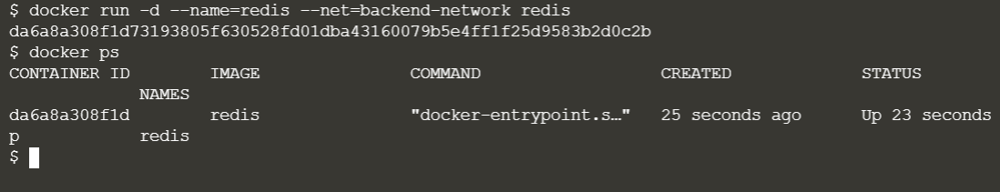 $ docker run -d --name=redis --net=backend-network redis
da6a8a308f1d73193805f630528fd01dba43160079b5e4ff1f25d9583b2d0c2b
$ docker ps
CONTAINER ID        IMAGE               COMMAND                  CREATED             STATUS
             NAMES
da6a8a308f1d        redis               "docker-entrypoint.s…"   25 seconds ago      Up 23 seconds
p            redis
$